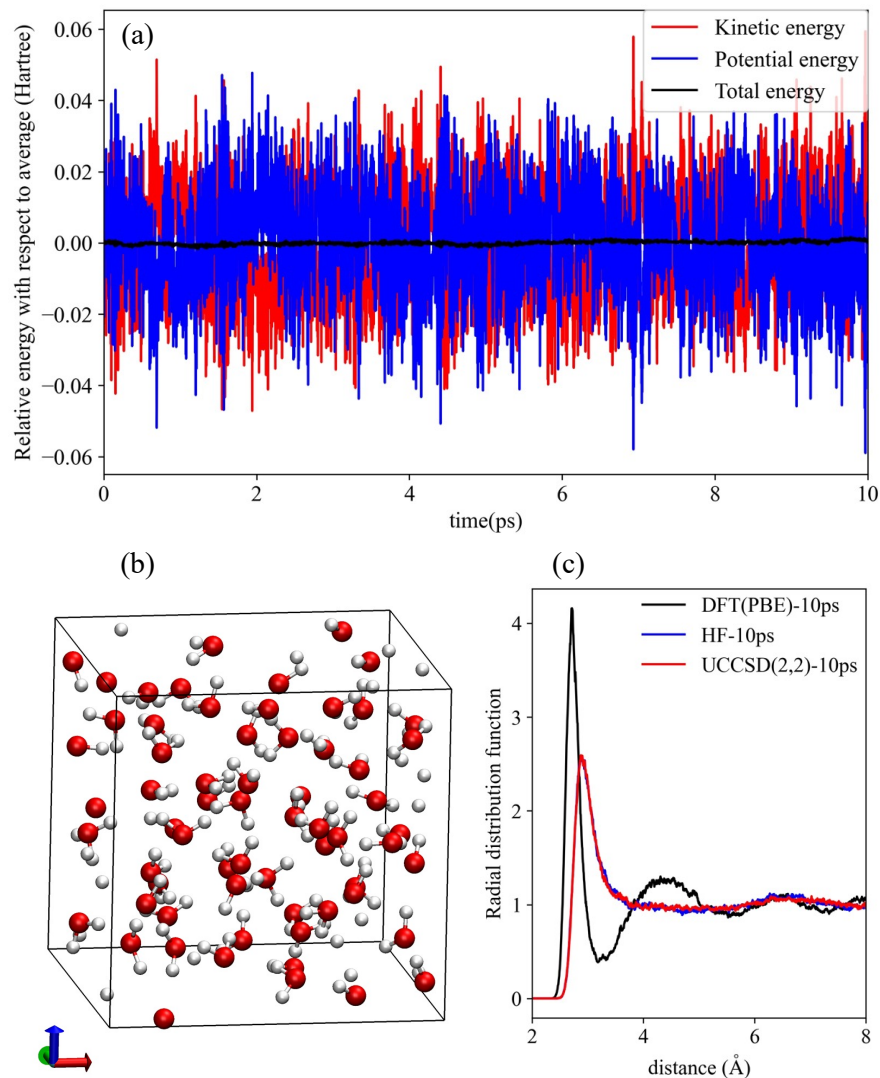 (a)
Kinetic energy
Potential energy
Total energy
Relative energy with respect to average (Hartree)
0.06
0.04
0.02
0.00
−0.02
−0.04
−0.06
0
2
4
6
8
10
time(ps)
(b)
(c)
DFT(PBE)-10ps
HF-10ps
UCCSD(2,2)-10ps
Radial distribution function
4
3
2
1
0
2
4
6
8
distance (Å)